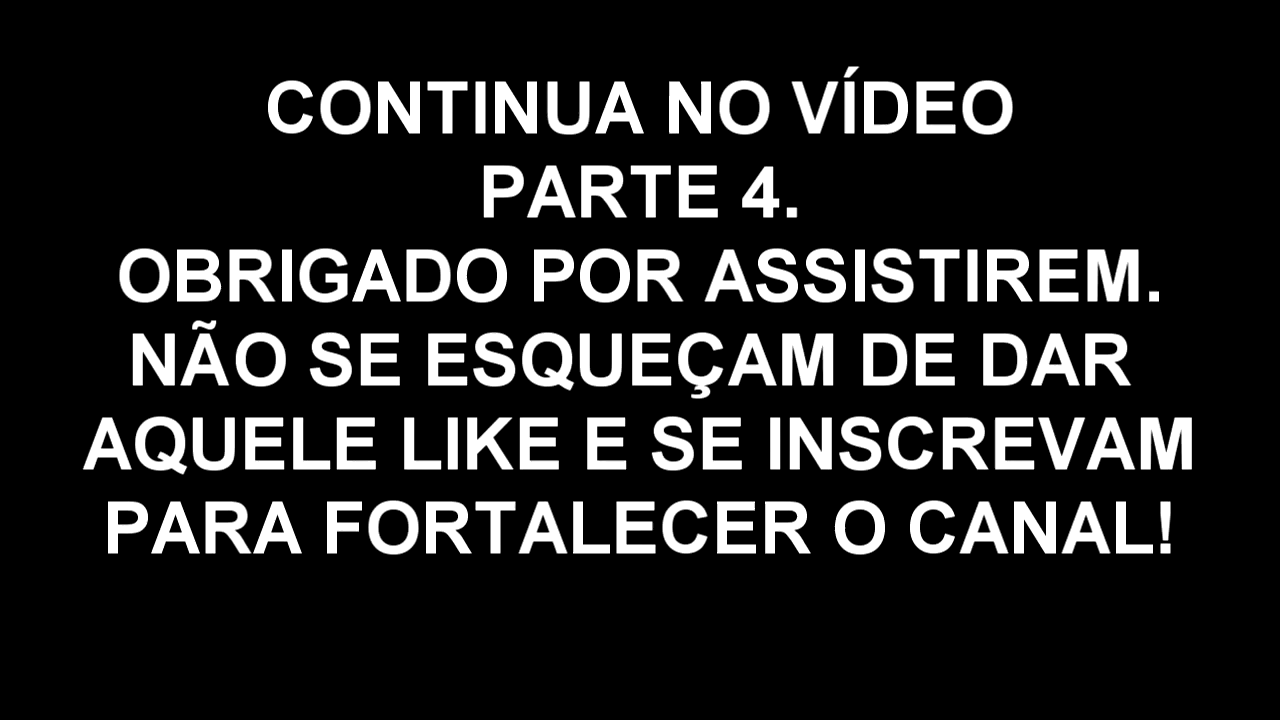 CONTINUA NO VÍDEO
PARTE 4.
OBRIGADO POR ASSISTIREM.
NÃO SE ESQUEÇAM DE DAR
AQUELE LIKE E SE INSCREVAM
PARA FORTALECER O CANAL!